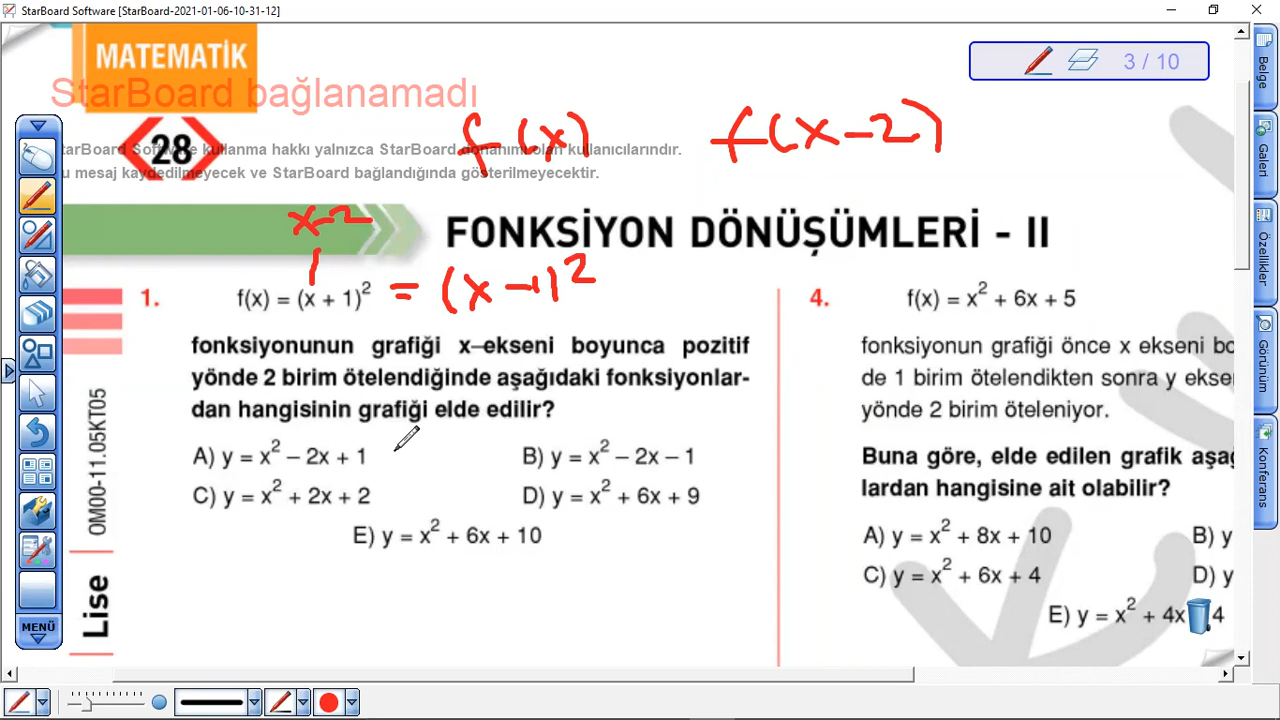 StarBoard Software [StarBoard-2021-01-06-10-31-12]
MATEMATİK
StarBoard bağlanamadı
3 / 10
28
f(x) f(x-2)
StarBoard Software kullanma hakkı yalnızca StarBoard donanımı olan kullanıcılarındır.
u mesaj kaydedilmeyecek ve StarBoard bağlandığında gösterilmeyecektir.
x-2
FONKSİYON DÖNÜŞÜMLERİ - II
1. f(x) = (x + 1)² = (x-1)²
fonksiyonunun grafiği x–ekseni boyunca pozitif
yönde 2 birim ötelendiğinde aşağıdaki fonksiyonlar-
dan hangisinin grafiği elde edilir?
A) y = x² – 2x + 1 B) y = x² – 2x – 1
C) y = x² + 2x + 2 D) y = x² + 6x + 9
E) y = x² + 6x + 10
4. f(x) = x² + 6x + 5
fonksiyonun grafiği önce x ekseni bo
de 1 birim ötelendikten sonra y ekse
yönde 2 birim öteleniyor.
Buna göre, elde edilen grafik aşağ
lardan hangisine ait olabilir?
A) y = x² + 8x + 10 B) y
C) y = x² + 6x + 4 D) y
E) y = x² + 4x 4
0M00-11.05KT05
Lise
MENÜ
Belge
Galeri
Özellikler
Görünüm
Konferans